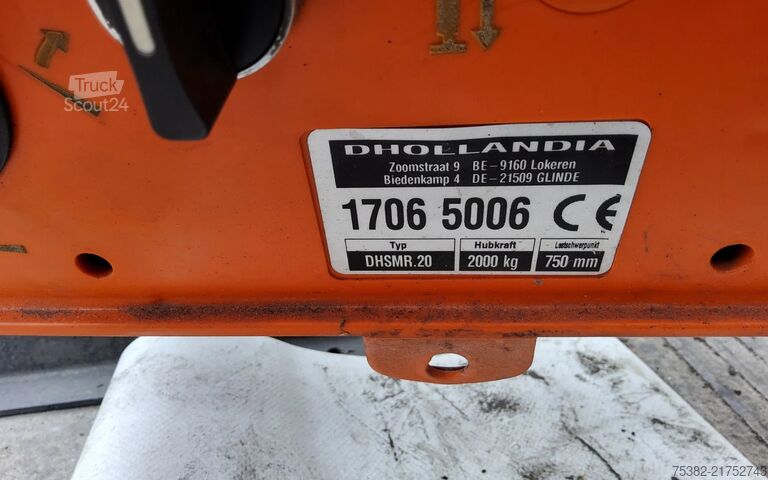 Truck
Scout24
DHOLLANDIA
Zoomstraat 9 BE-9160 Lokeren
Biedenkamp 4 DE-21509 GLINDE
1706 5006 CE
Typ Hubkraft Lastschwerpunkt
DHSMR.20 2000 kg 750 mm
75382-21752743